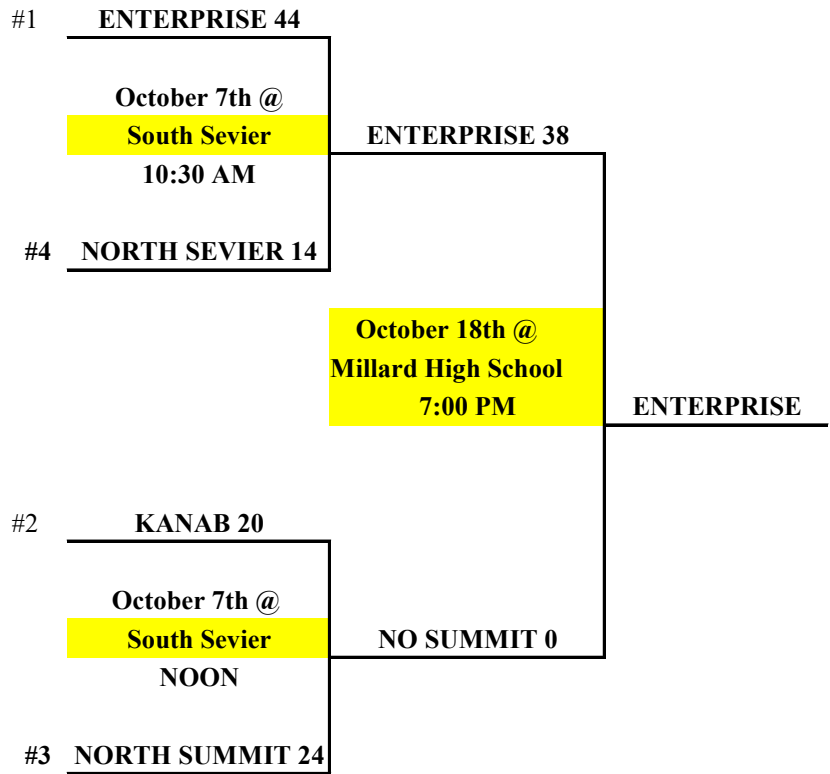 #1 ENTERPRISE 44
October 7th @
South Sevier
ENTERPRISE 38
10:30 AM
#4 NORTH SEVIER 14
October 18th @
Millard High School
7:00 PM
ENTERPRISE
#2 KANAB 20
October 7th @
South Sevier
NO SUMMIT 0
NOON
#3 NORTH SUMMIT 24